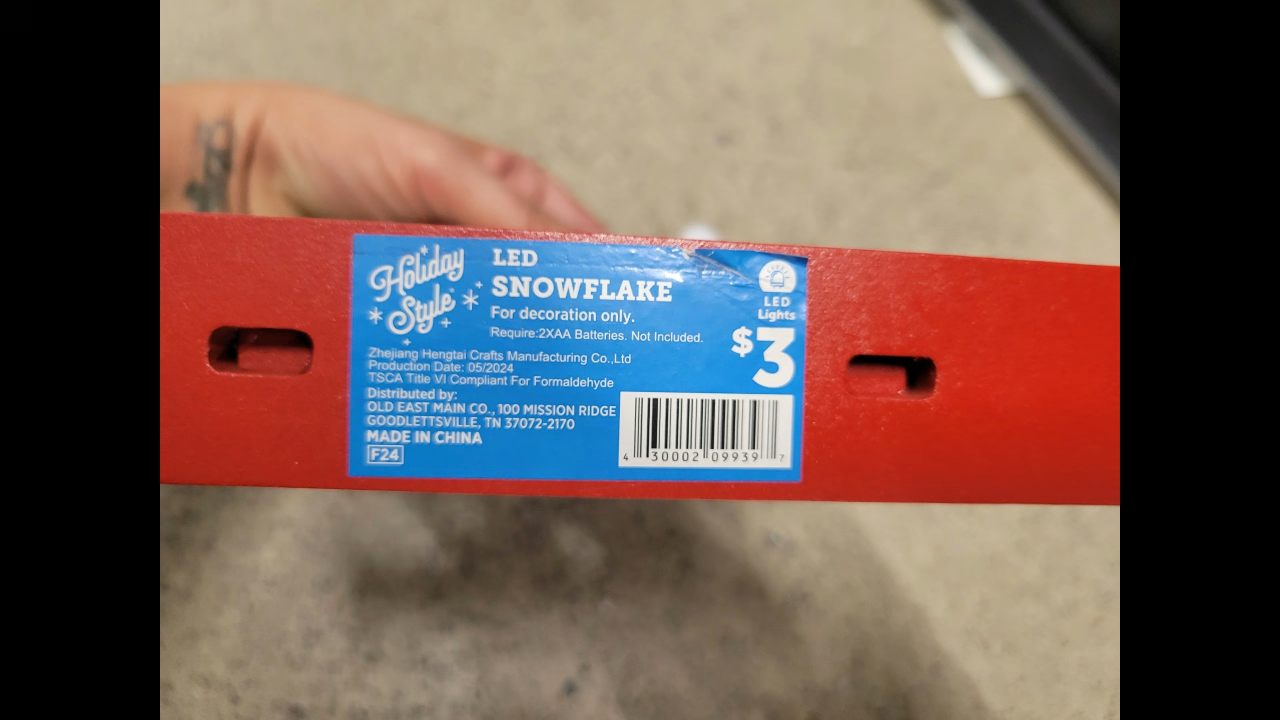 Holiday
Style
LED
SNOWFLAKE
For decoration only.
Require:2XAA Batteries. Not Included.
LED
Lights
$3
Zhejiang Hengtai Crafts Manufacturing Co.,Ltd
Production Date: 05/2024
TSCA Title VI Compliant For Formaldehyde
Distributed by:
OLD EAST MAIN CO., 100 MISSION RIDGE
GOODLETTSVILLE, TN 37072-2170
MADE IN CHINA
F24
4 30002 09939 7